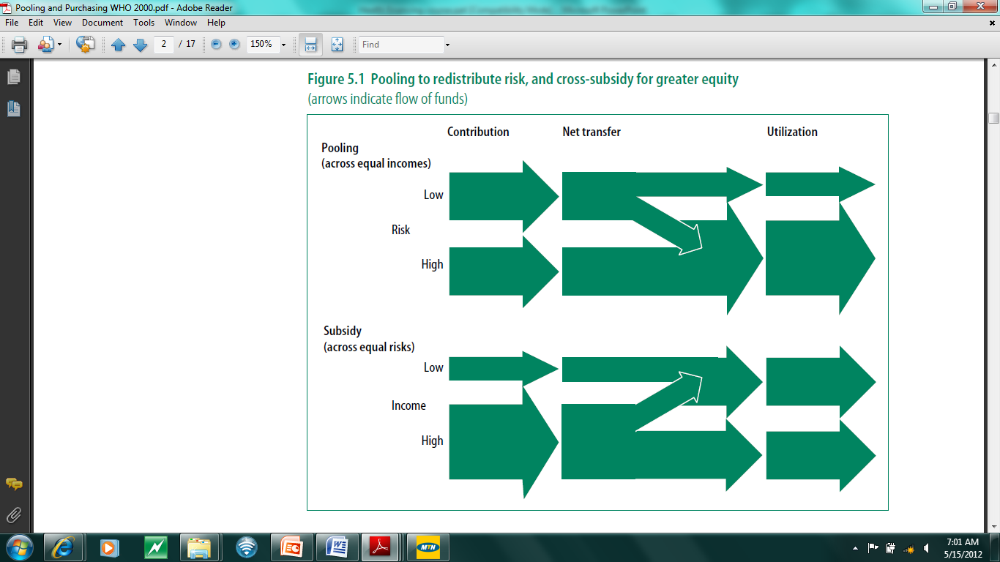 Pooling and Purchasing WHO 2000.pdf - Adobe Reader
File Edit View Document Tools Window Help
2 / 17 150% Find
Figure 5.1 Pooling to redistribute risk, and cross-subsidy for greater equity
(arrows indicate flow of funds)
Contribution Net transfer Utilization
Pooling
(across equal incomes)
Low
Risk
High
Subsidy
(across equal risks)
Low
Income
High
MTN
7:01 AM
5/15/2012